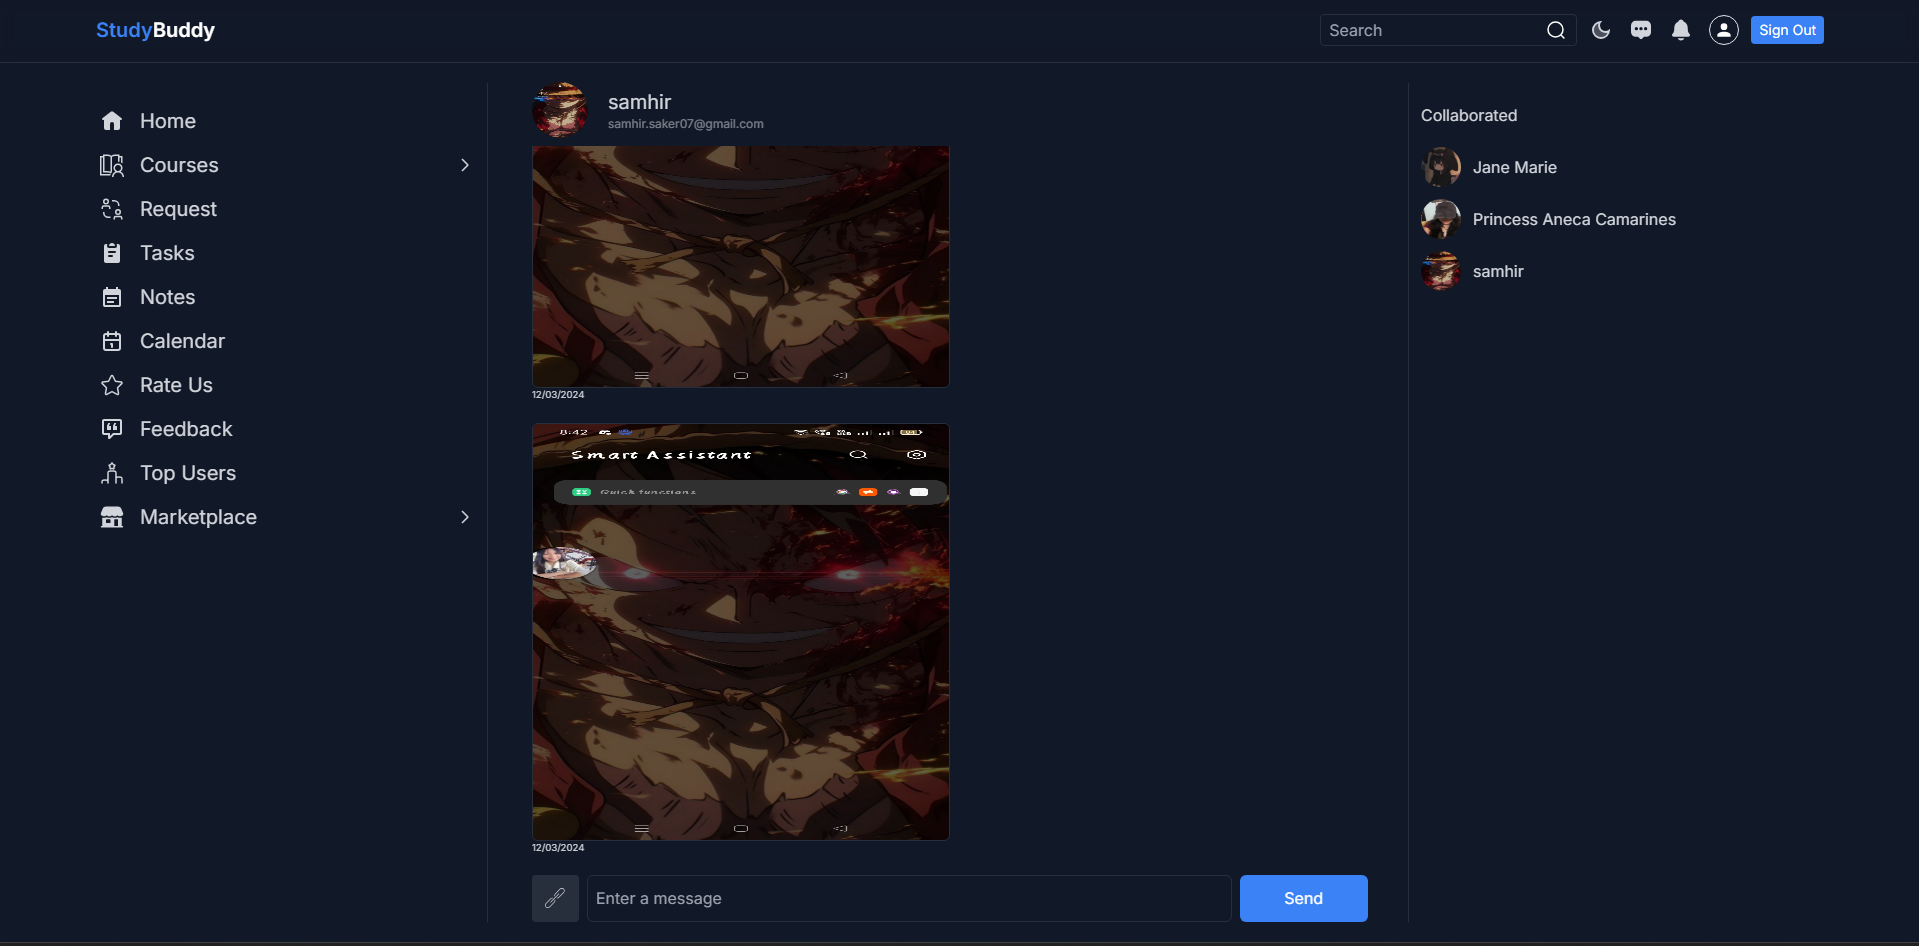 StudyBuddy
Search
Sign Out
Home
Courses
Request
Tasks
Notes
Calendar
Rate Us
Feedback
Top Users
Marketplace
samhir
samhir.saker07@gmail.com
12/03/2024
8:42
Smart Assistant
Quick functions
12/03/2024
Enter a message
Send
Collaborated
Jane Marie
Princess Aneca Camarines
samhir